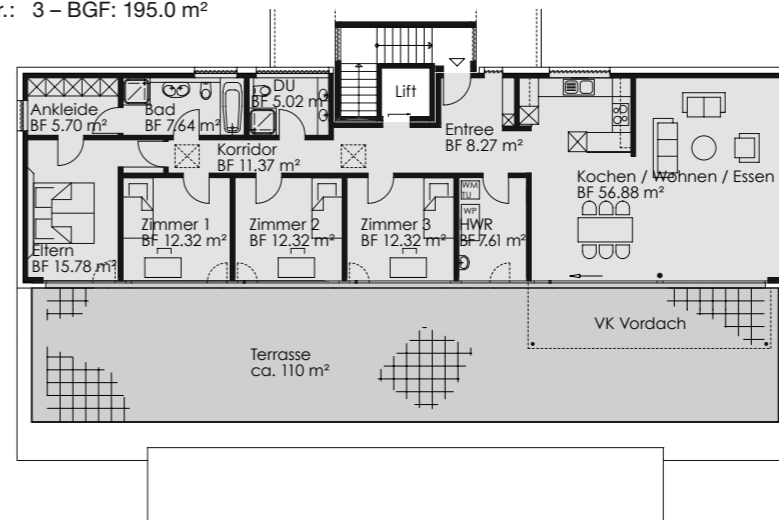 r.: 3 – BGF: 195.0 m²
Ankleide
BF 5.70 m²
Bad
BF 7.64 m²
DU
BF 5.02 m²
Lift
Entree
BF 8.27 m²
Korridor
BF 11.37 m²
Kochen / Wohnen / Essen
BF 56.88 m²
Eltern
BF 15.78 m²
Zimmer 1
BF 12.32 m²
Zimmer 2
BF 12.32 m²
Zimmer 3
BF 12.32 m²
WM
TU
WP
HWR
BF 7.61 m²
VK Vordach
Terrasse
ca. 110 m²